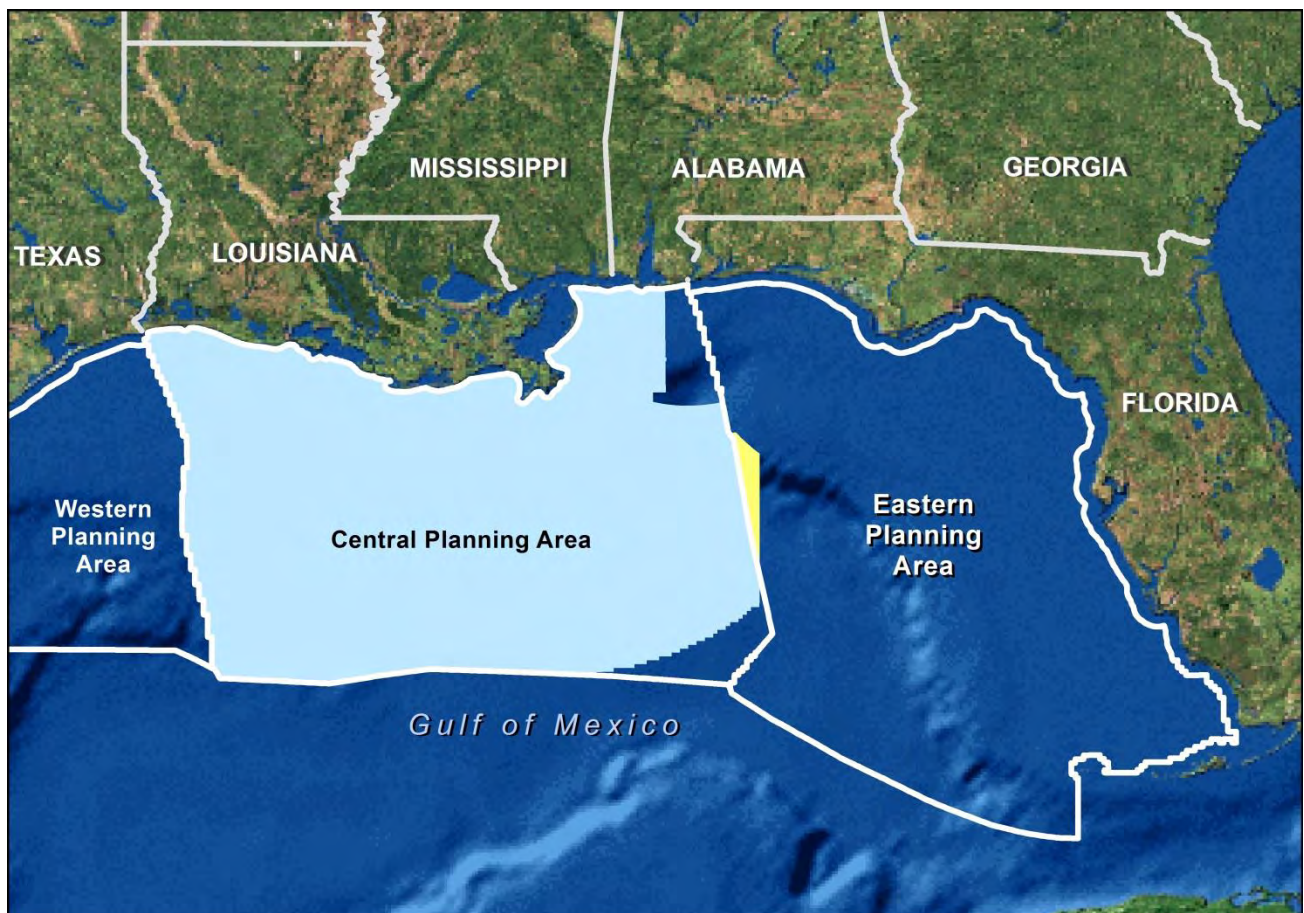 MISSISSIPPI
ALABAMA
GEORGIA
TEXAS
LOUISIANA
FLORIDA
Western
Planning
Area
Central Planning Area
Eastern
Planning
Area
Gulf of Mexico